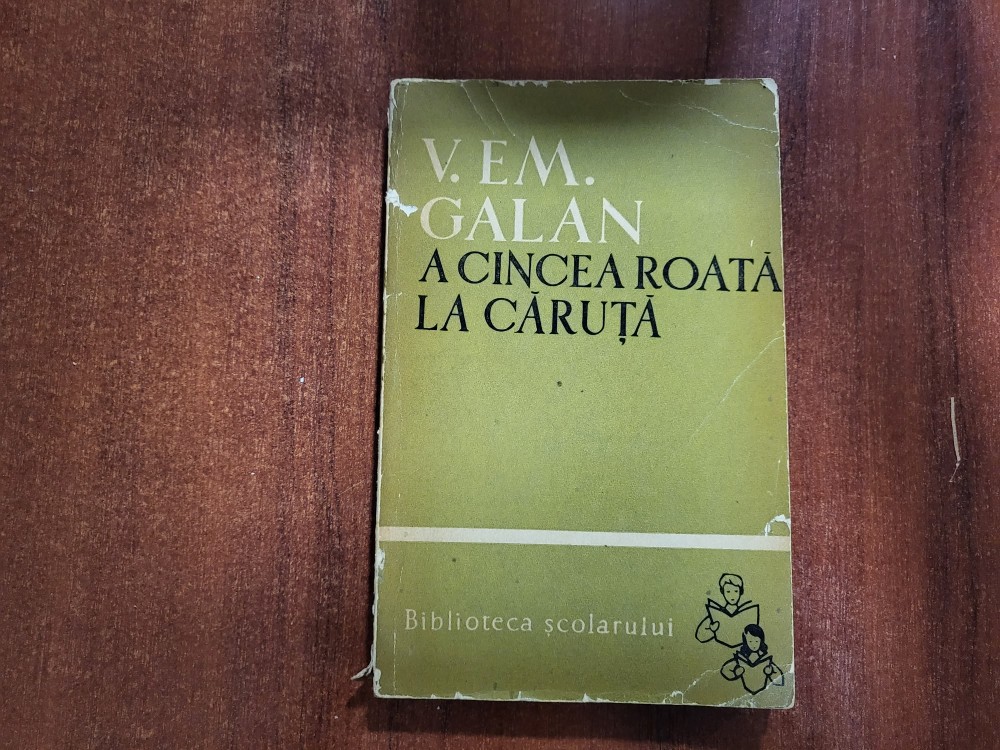 V. EM.
GALAN
A CINCEA ROATĂ
LA CĂRUȚĂ
Biblioteca școlarului